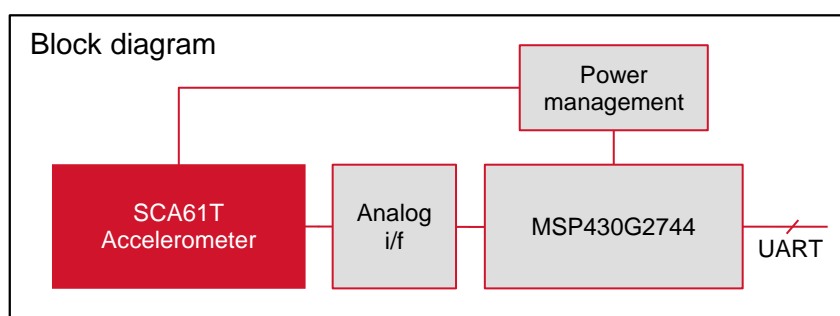 Block diagram
Power
management
SCA61T
Accelerometer
Analog
i/f
MSP430G2744
UART